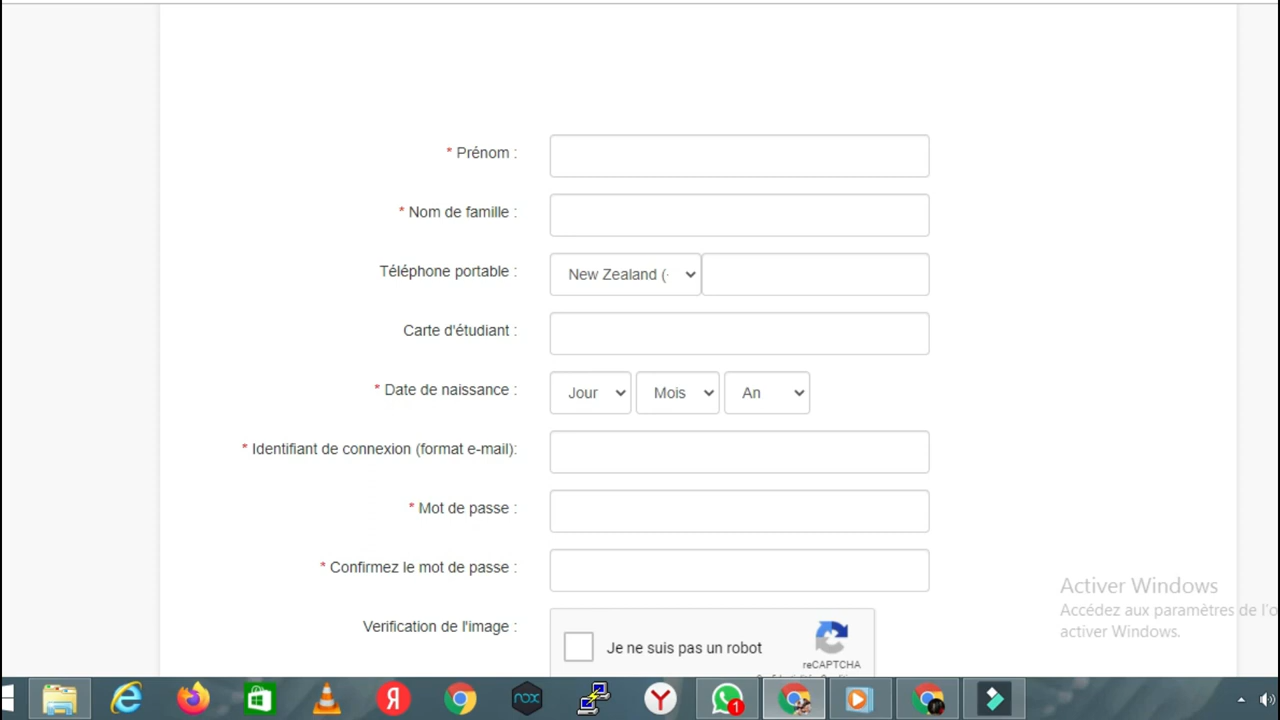 * Prénom :
* Nom de famille :
Téléphone portable : New Zealand (
Carte d'étudiant :
* Date de naissance : Jour Mois An
* Identifiant de connexion (format e-mail):
* Mot de passe :
* Confirmez le mot de passe :
Verification de l'image : Je ne suis pas un robot
reCAPTCHA
Activer Windows
Accédez aux paramètres de l'o
activer Windows.
Я nox Y 1